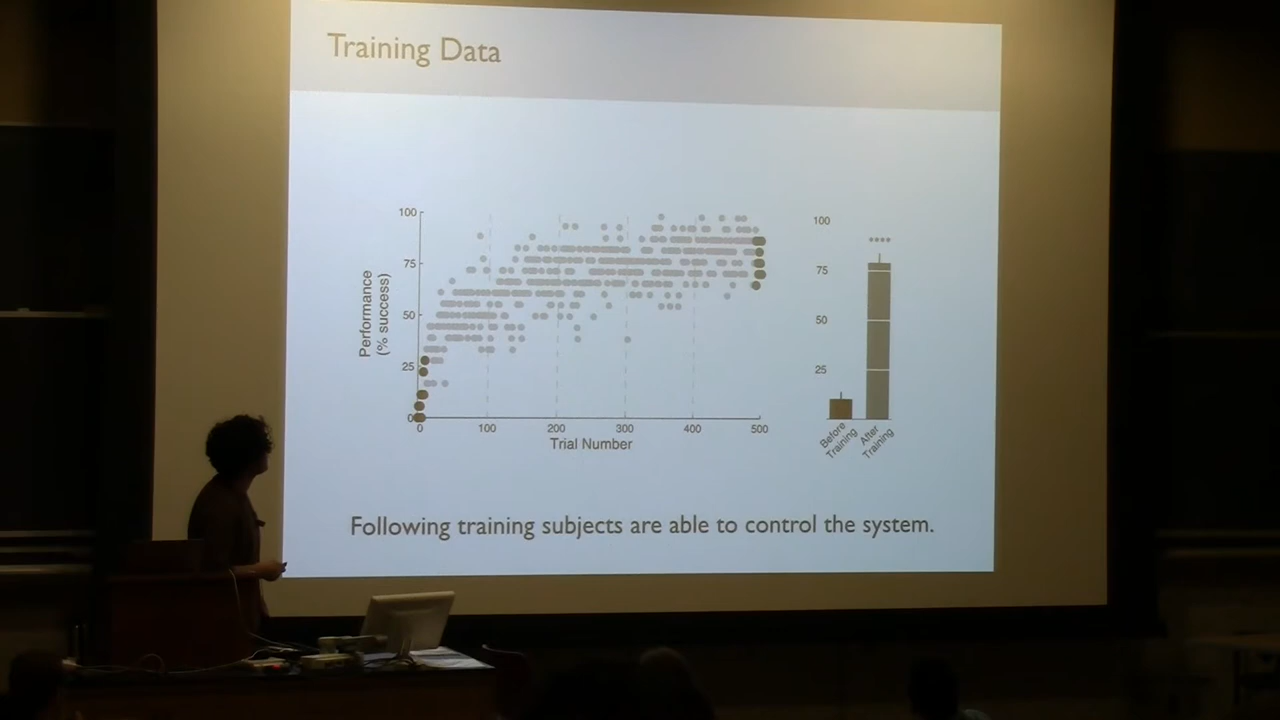 Training Data
Performance
(% success)
100
75
50
25
0
0 100 200 300 400 500
Trial Number
100
75
50
25
****
Before
Training
After
Training
Following training subjects are able to control the system.